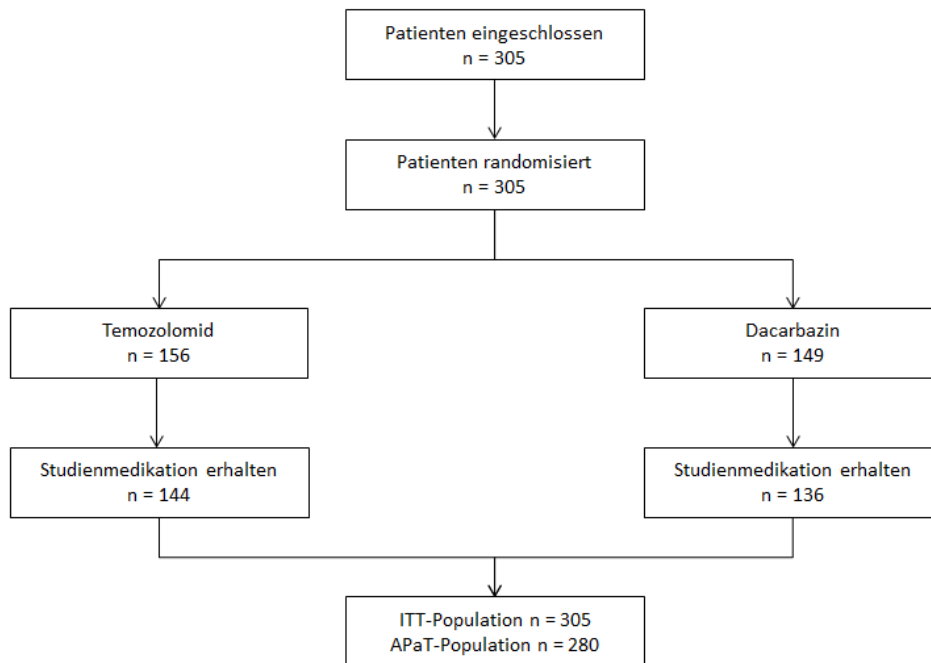 Patienten eingeschlossen
n = 305
Patienten randomisiert
n = 305
Temozolomid
n = 156
Dacarbazin
n = 149
Studienmedikation erhalten
n = 144
Studienmedikation erhalten
n = 136
ITT-Population n = 305
APaT-Population n = 280